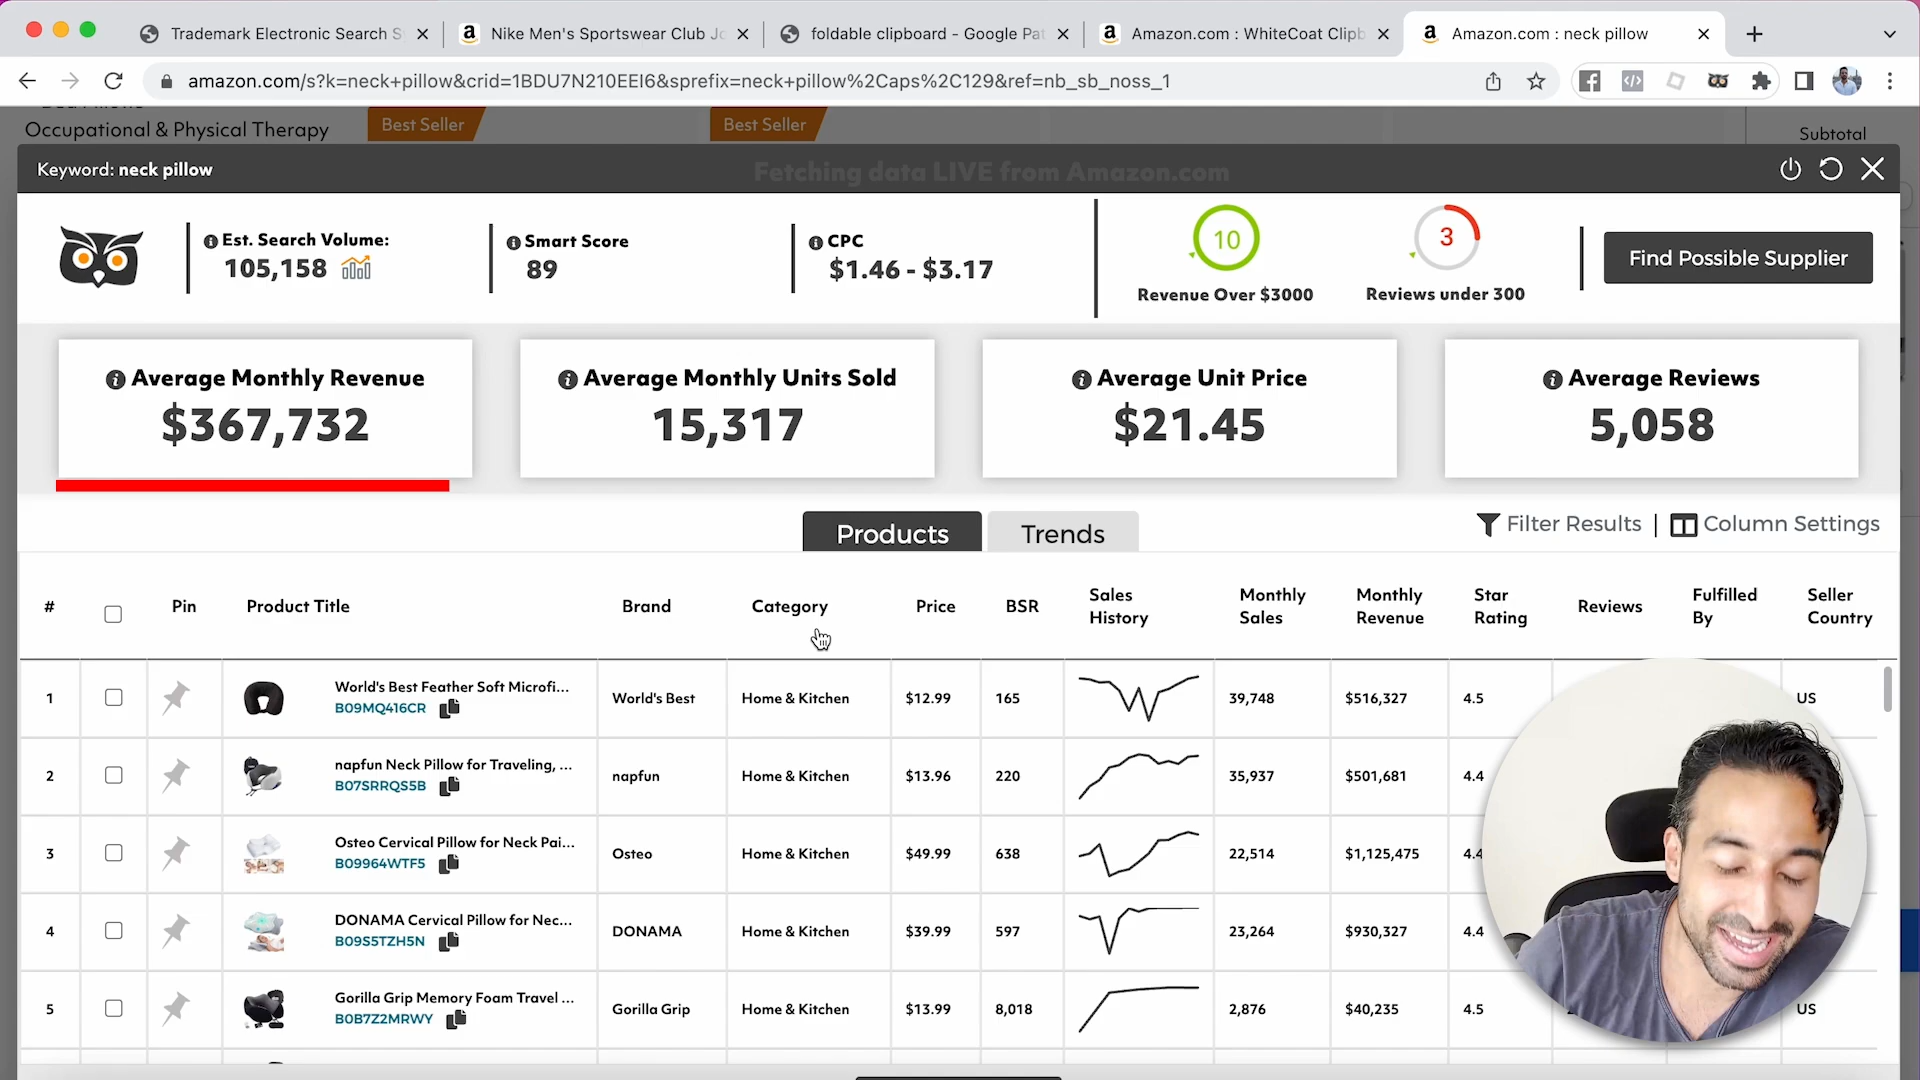 Trademark Electronic Search S
Nike Men's Sportswear Club Jo
foldable clipboard - Google Pat
Amazon.com : WhiteCoat Clipb
Amazon.com : neck pillow
amazon.com/s?k=neck+pillow&crid=1BDU7N210EEI6&sprefix=neck+pillow%2Caps%2C129&ref=nb_sb_noss_1
Occupational & Physical Therapy
Best Seller
Best Seller
Subtotal
Keyword: neck pillow
Fetching data LIVE from Amazon.com
Est. Search Volume:
105,158
Smart Score
89
CPC
$1.46 - $3.17
10
Revenue Over $3000
3
Reviews under 300
Find Possible Supplier
Average Monthly Revenue
$367,732
Average Monthly Units Sold
15,317
Average Unit Price
$21.45
Average Reviews
5,058
Products
Trends
Filter Results
Column Settings
# Pin Product Title Brand Category Price BSR Sales History Monthly Sales Monthly Revenue Star Rating Reviews Fulfilled By Seller Country
1 World's Best Feather Soft Microfi... World's Best Home & Kitchen $12.99 165 39,748 $516,327 4.5 US
B09MQ416CR
2 napfun Neck Pillow for Traveling, ... napfun Home & Kitchen $13.96 220 35,937 $501,681 4.4
B07SRRQS5B
3 Osteo Cervical Pillow for Neck Pai... Osteo Home & Kitchen $49.99 638 22,514 $1,125,475 4.4
B09964WTF5
4 DONAMA Cervical Pillow for Nec... DONAMA Home & Kitchen $39.99 597 23,264 $930,327 4.4
B09S5TZH5N
5 Gorilla Grip Memory Foam Travel ... Gorilla Grip Home & Kitchen $13.99 8,018 2,876 $40,235 4.5 US
B0B7Z2MRWY